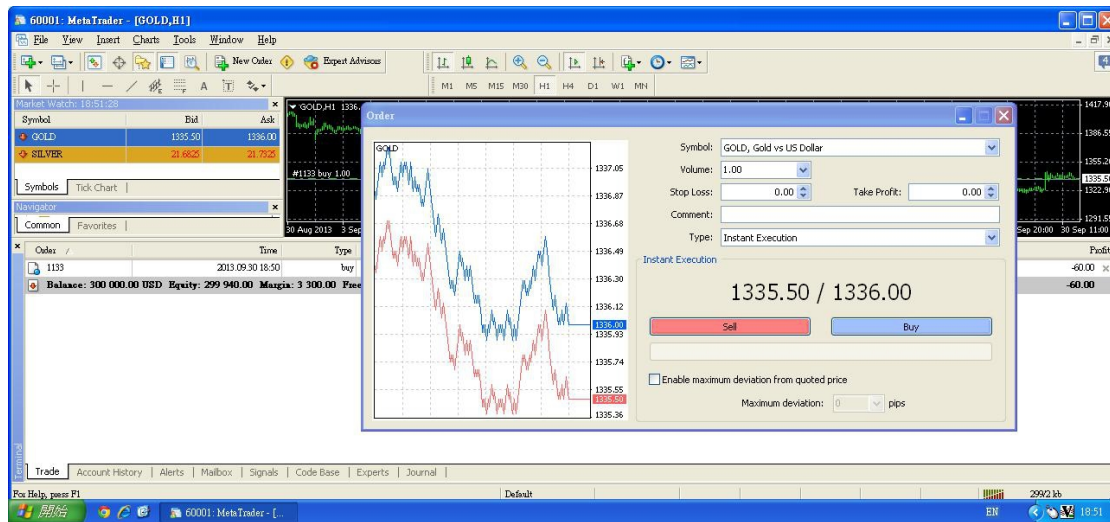 60001: MetaTrader - [GOLD,H1]
File View Insert Charts Tools Window Help
New Order Expert Advisors
A T
M1 M5 M15 M30 H1 H4 D1 W1 MN
Market Watch: 18:51:28
Symbol Bid Ask
GOLD 1335.50 1336.00
SILVER 21.6825 21.7325
Symbols Tick Chart
Navigator
Common Favorites
GOLD,H1 1336.
#1133 buy 1.00
30 Aug 2013 3 Sep
1417.90
1386.55
1355.20
1335.50
1322.90
1291.55
Sep 20:00 30 Sep 11:00
Order
GOLD
1337.05
1336.87
1336.68
1336.49
1336.30
1336.12
1336.00
1335.93
1335.74
1335.55
1335.50
1335.36
Symbol: GOLD, Gold vs US Dollar
Volume: 1.00
Stop Loss: 0.00 Take Profit: 0.00
Comment:
Type: Instant Execution
Instant Execution
1335.50 / 1336.00
Sell Buy
Enable maximum deviation from quoted price
Maximum deviation: 0 pips
Order / Time Type Profit
1133 2013.09.30 18:50 buy -60.00
Balance: 300 000.00 USD Equity: 299 940.00 Margin: 3 300.00 Free -60.00
Terminal
Trade Account History Alerts Mailbox Signals Code Base Experts Journal
For Help, press F1 Default 299/2 kb
開始 60001: MetaTrader - [... EN 18:51